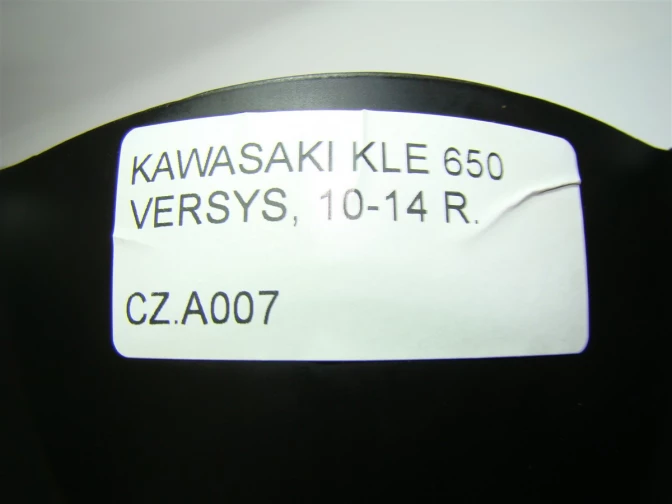 KAWASAKI KLE 650
VERSYS, 10-14 R.
CZ.A007